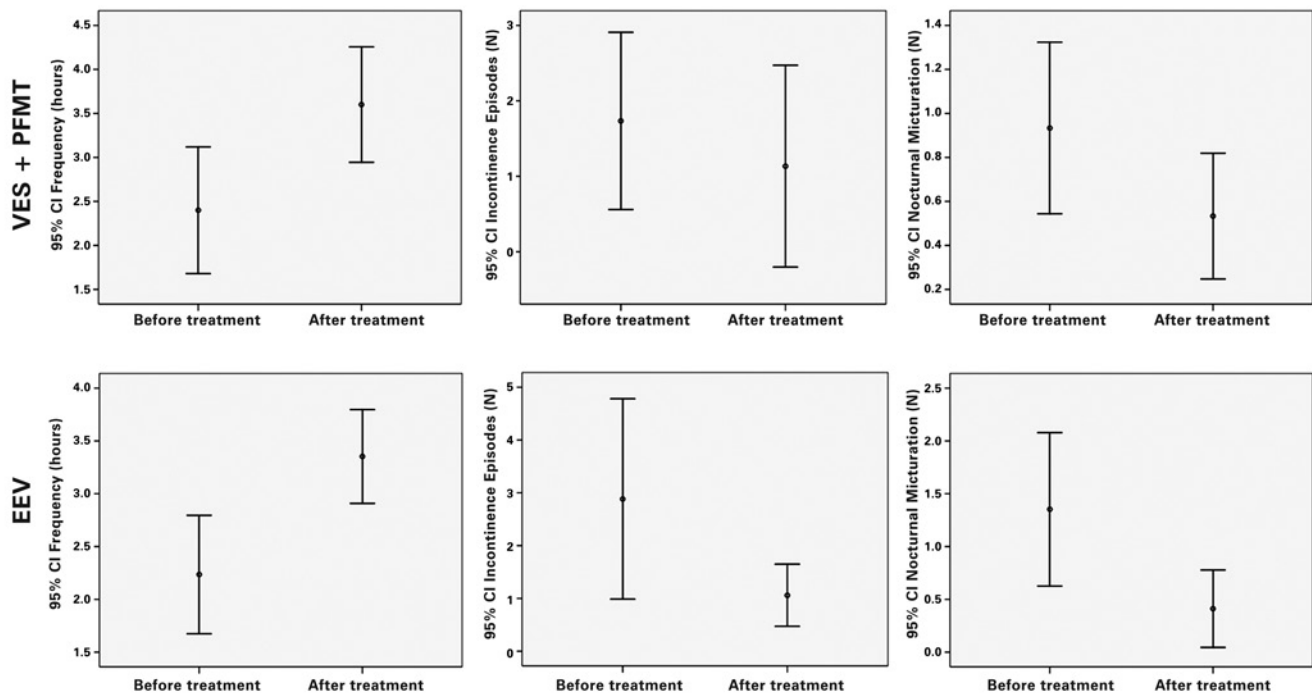 VES + PFMT
95% CI Frequency (hours)
4.5
4.0
3.5
3.0
2.5
2.0
1.5
Before treatment
After treatment
95% CI Incontinence Episodes (N)
3
2
1
0
Before treatment
After treatment
95% CI Nocturnal Micturation (N)
1.4
1.2
1.0
0.8
0.6
0.4
0.2
Before treatment
After treatment
EEV
95% CI Frequency (hours)
4.0
3.5
3.0
2.5
2.0
1.5
Before treatment
After treatment
95% CI Incontinence Episodes (N)
5
4
3
2
1
0
Before treatment
After treatment
95% CI Nocturnal Micturation (N)
2.5
2.0
1.5
1.0
0.5
0.0
Before treatment
After treatment